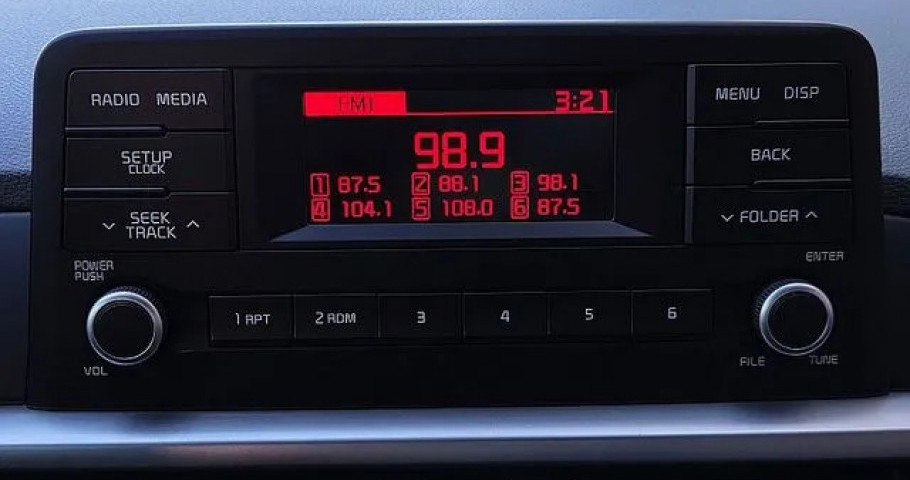 RADIO MEDIA
SETUP
CLOCK
SEEK
TRACK
POWER
PUSH
VOL
FM1 3:21
98.9
1 87.5 2 88.1 3 98.1
4 104.1 5 108.0 6 87.5
MENU DISP
BACK
FOLDER
ENTER
FILE TUNE
1 RPT 2 RDM 3 4 5 6